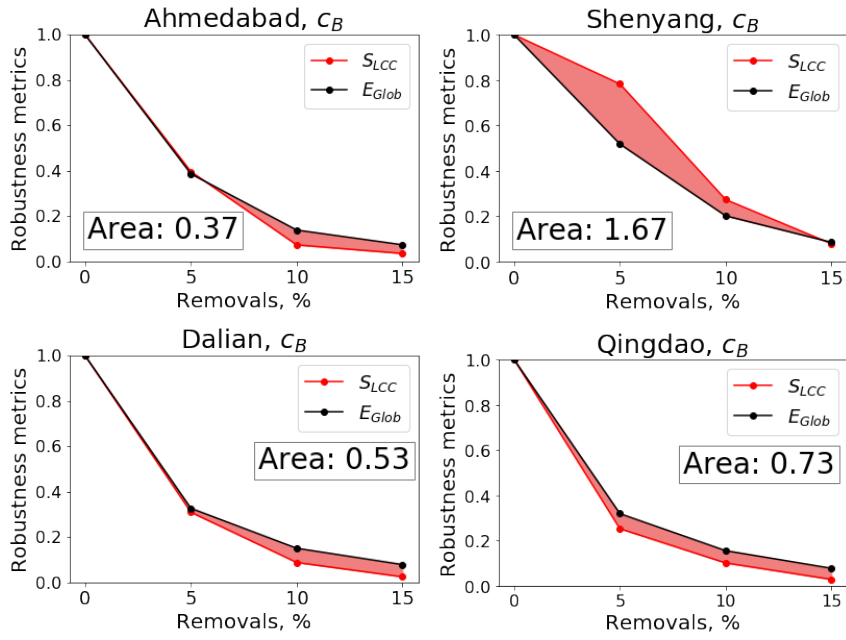 Ahmedabad, c_B
Robustness metrics
1.0
0.8
0.6
0.4
0.2
0.0
S_LCC
E_Glob
Area: 0.37
0 5 10 15
Removals, %
Shenyang, c_B
Robustness metrics
1.0
0.8
0.6
0.4
0.2
0.0
S_LCC
E_Glob
Area: 1.67
0 5 10 15
Removals, %
Dalian, c_B
Robustness metrics
1.0
0.8
0.6
0.4
0.2
0.0
S_LCC
E_Glob
Area: 0.53
0 5 10 15
Removals, %
Qingdao, c_B
Robustness metrics
1.0
0.8
0.6
0.4
0.2
0.0
S_LCC
E_Glob
Area: 0.73
0 5 10 15
Removals, %